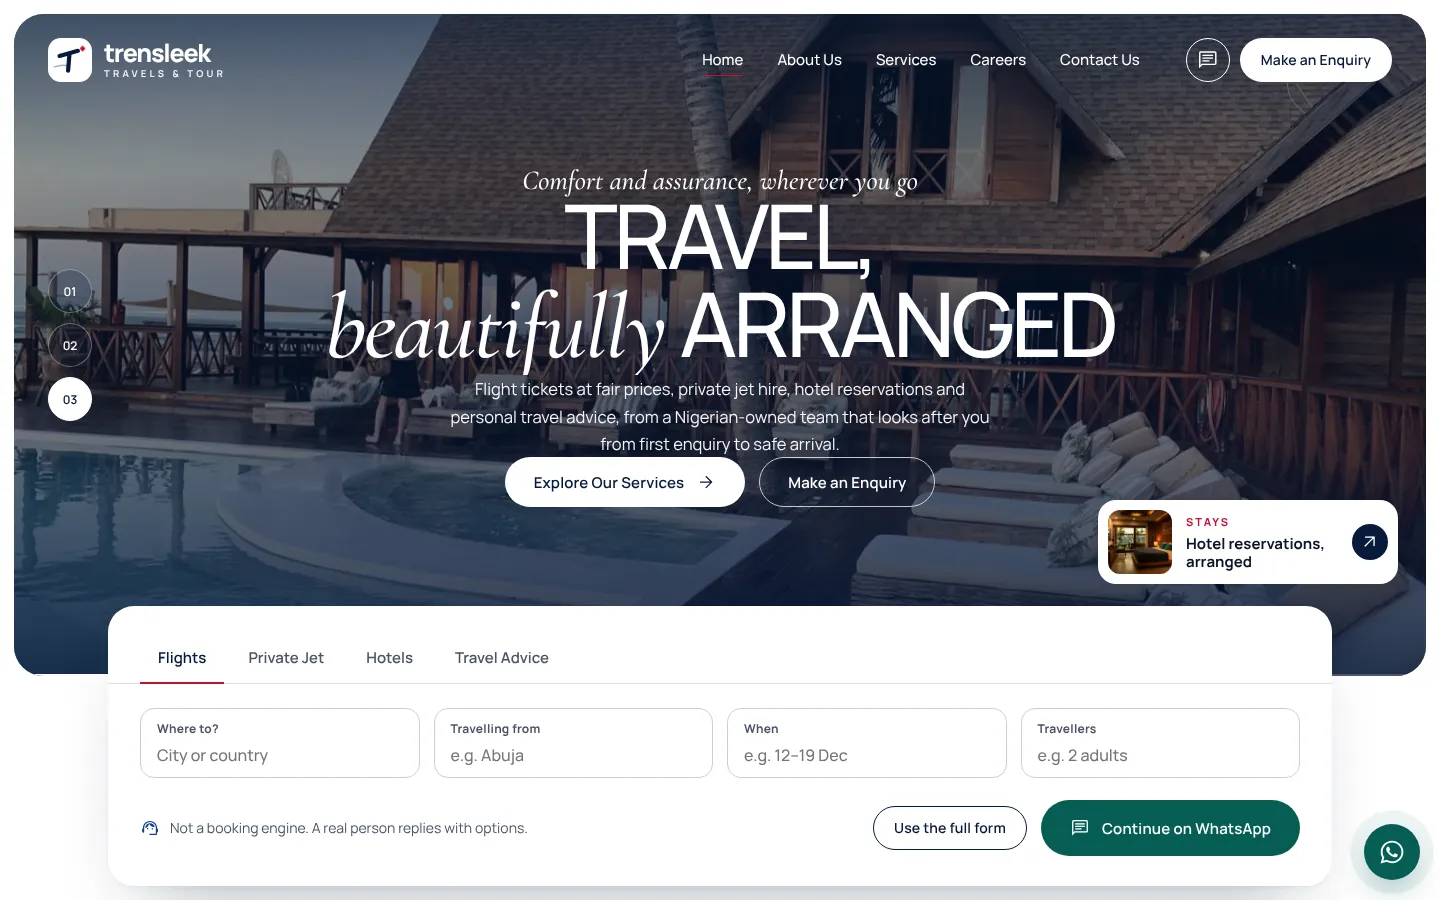 trensleek
TRAVELS & TOUR
Home
About Us
Services
Careers
Contact Us
Make an Enquiry
Comfort and assurance, wherever you go
TRAVEL,
beautifully ARRANGED
Flight tickets at fair prices, private jet hire, hotel reservations and
personal travel advice, from a Nigerian-owned team that looks after you
from first enquiry to safe arrival.
Explore Our Services
Make an Enquiry
01
02
03
STAYS
Hotel reservations,
arranged
Flights
Private Jet
Hotels
Travel Advice
Where to?
City or country
Travelling from
e.g. Abuja
When
e.g. 12–19 Dec
Travellers
e.g. 2 adults
Not a booking engine. A real person replies with options.
Use the full form
Continue on WhatsApp